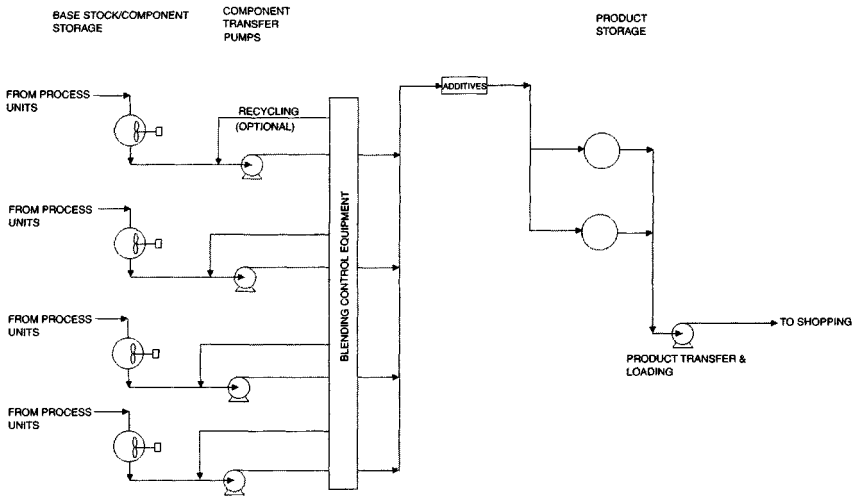 BASE STOCK/COMPONENT
STORAGE
COMPONENT
TRANSFER
PUMPS
PRODUCT
STORAGE
FROM PROCESS
UNITS
RECYCLING
(OPTIONAL)
ADDITIVES
FROM PROCESS
UNITS
BLENDING CONTROL EQUIPMENT
FROM PROCESS
UNITS
TO SHOPPING
PRODUCT TRANSFER &
LOADING
FROM PROCESS
UNITS